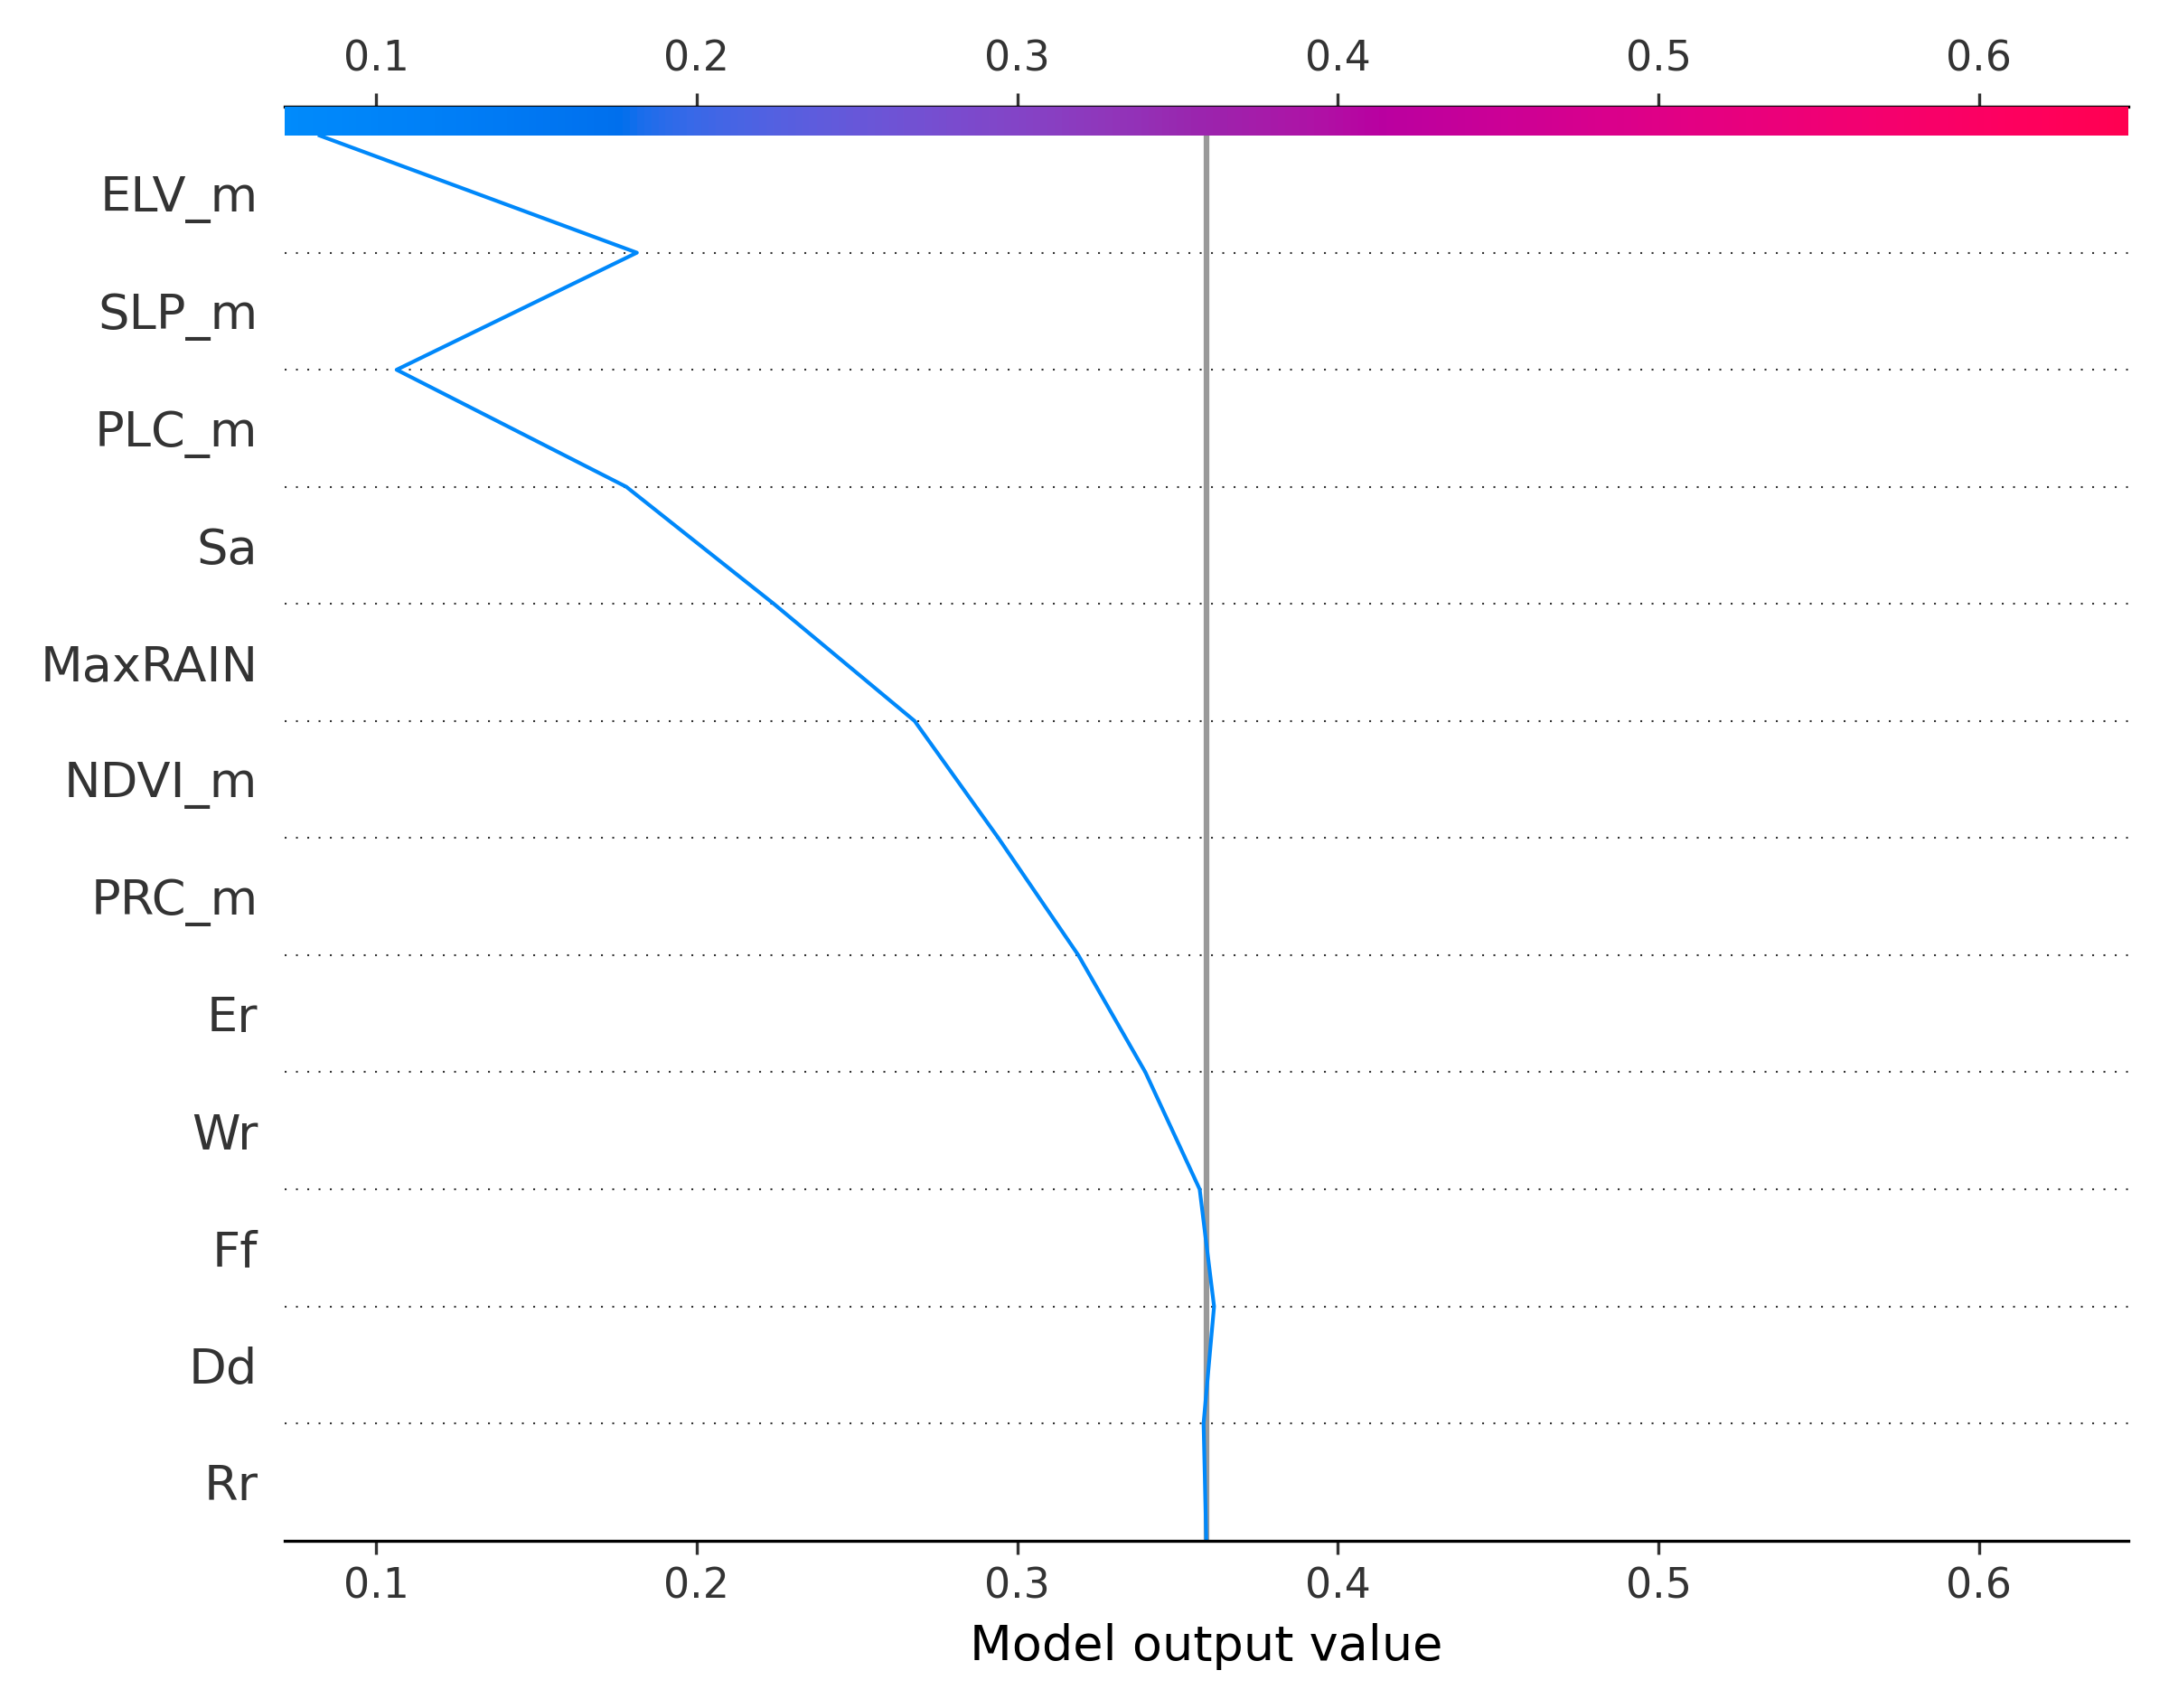 0.1 0.2 0.3 0.4 0.5 0.6
ELV_m
SLP_m
PLC_m
Sa
MaxRAIN
NDVI_m
PRC_m
Er
Wr
Ff
Dd
Rr
0.1 0.2 0.3 0.4 0.5 0.6
Model output value